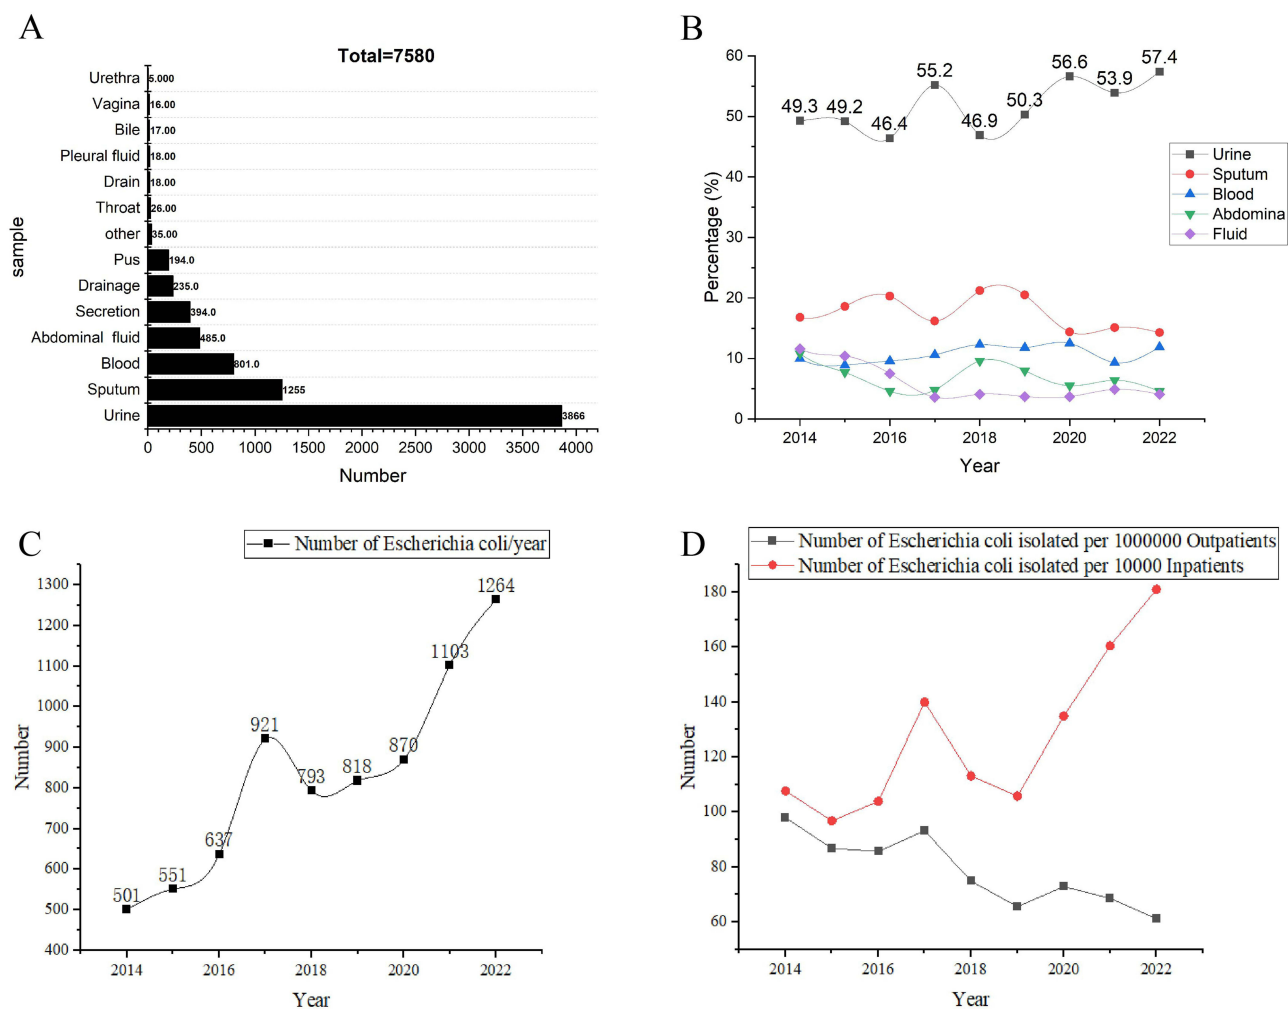 A
Total=7580
Urethra 5.000
Vagina 16.00
Bile 17.00
Pleural fluid 18.00
Drain 18.00
Throat 26.00
other 35.00
Pus 194.0
Drainage 235.0
Secretion 394.0
Abdominal fluid 485.0
Blood 801.0
Sputum 1255
Urine 3866
0 500 1000 1500 2000 2500 3000 3500 4000
Number
sample
B
60
50
40
30
20
10
0
49.3 49.2 46.4 55.2 46.9 50.3 56.6 53.9 57.4
Urine
Sputum
Blood
Abdomina
Fluid
2014 2016 2018 2020 2022
Year
Percentage (%)
C
Number of Escherichia coli/year
1300
1200
1100
1000
900
800
700
600
500
400
501 551 637 921 793 818 870 1103 1264
2014 2016 2018 2020 2022
Year
Number
D
Number of Escherichia coli isolated per 1000000 Outpatients
Number of Escherichia coli isolated per 10000 Inpatients
180
160
140
120
100
80
60
2014 2016 2018 2020 2022
Year
Number